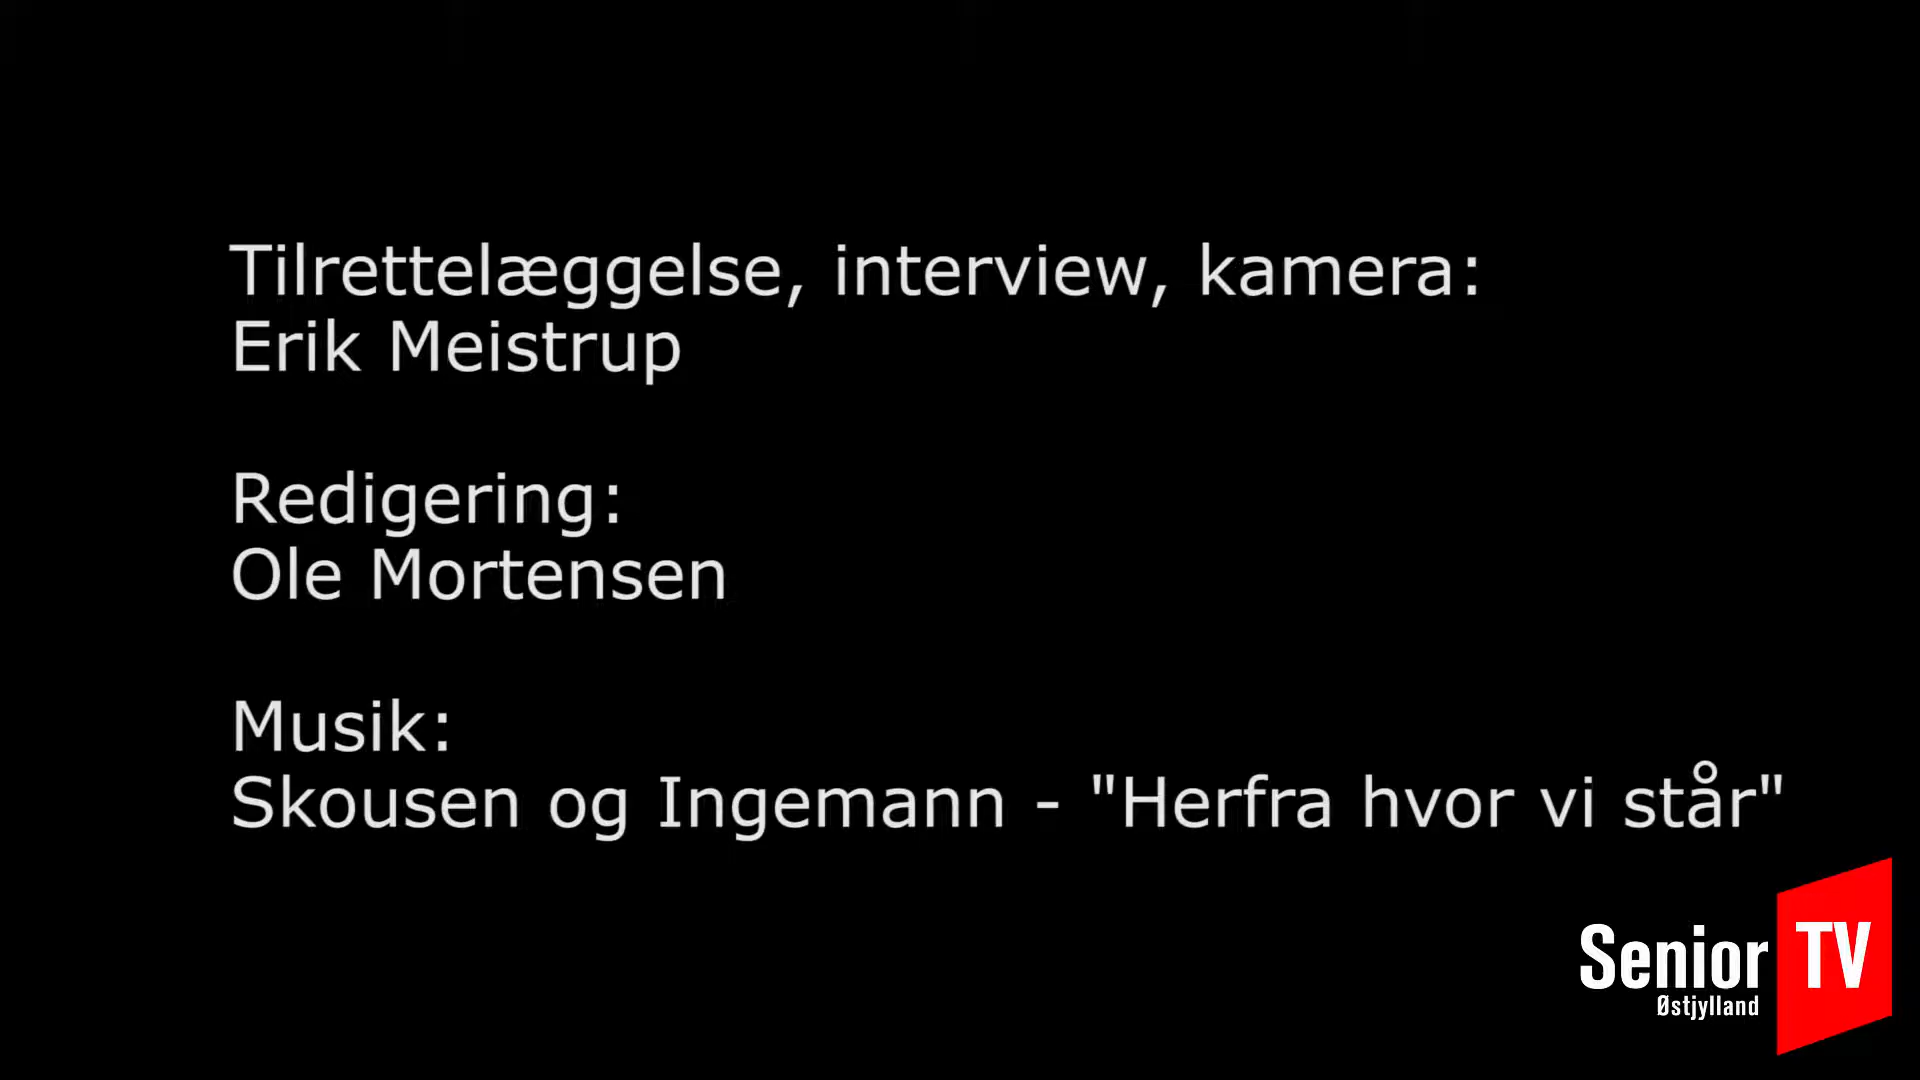 Tilrettelæggelse, interview, kamera:
Erik Meistrup
Redigering:
Ole Mortensen
Musik:
Skousen og Ingemann - "Herfra hvor vi står"
Senior TV
Østjylland